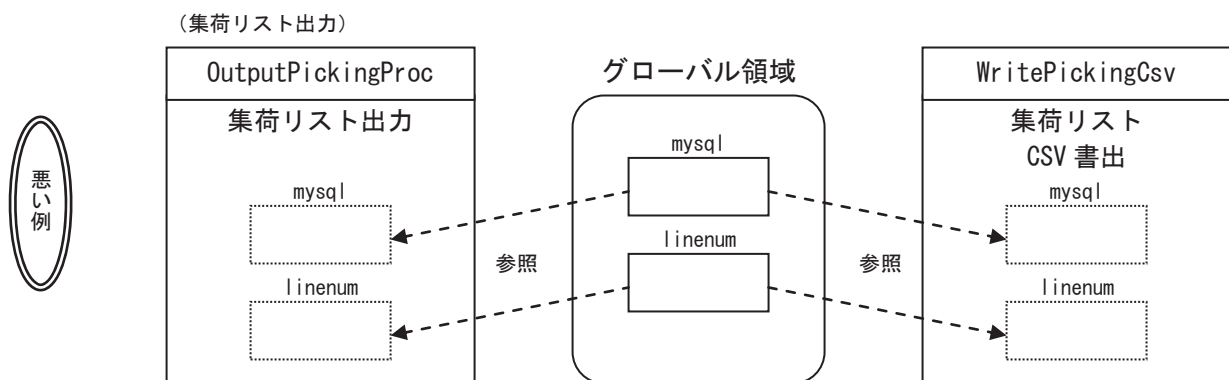 （集荷リスト出力）
OutputPickingProc
集荷リスト出力
mysql
linenum
悪い例
グローバル領域
mysql
linenum
参照
参照
WritePickingCsv
集荷リスト
CSV 書出
mysql
linenum